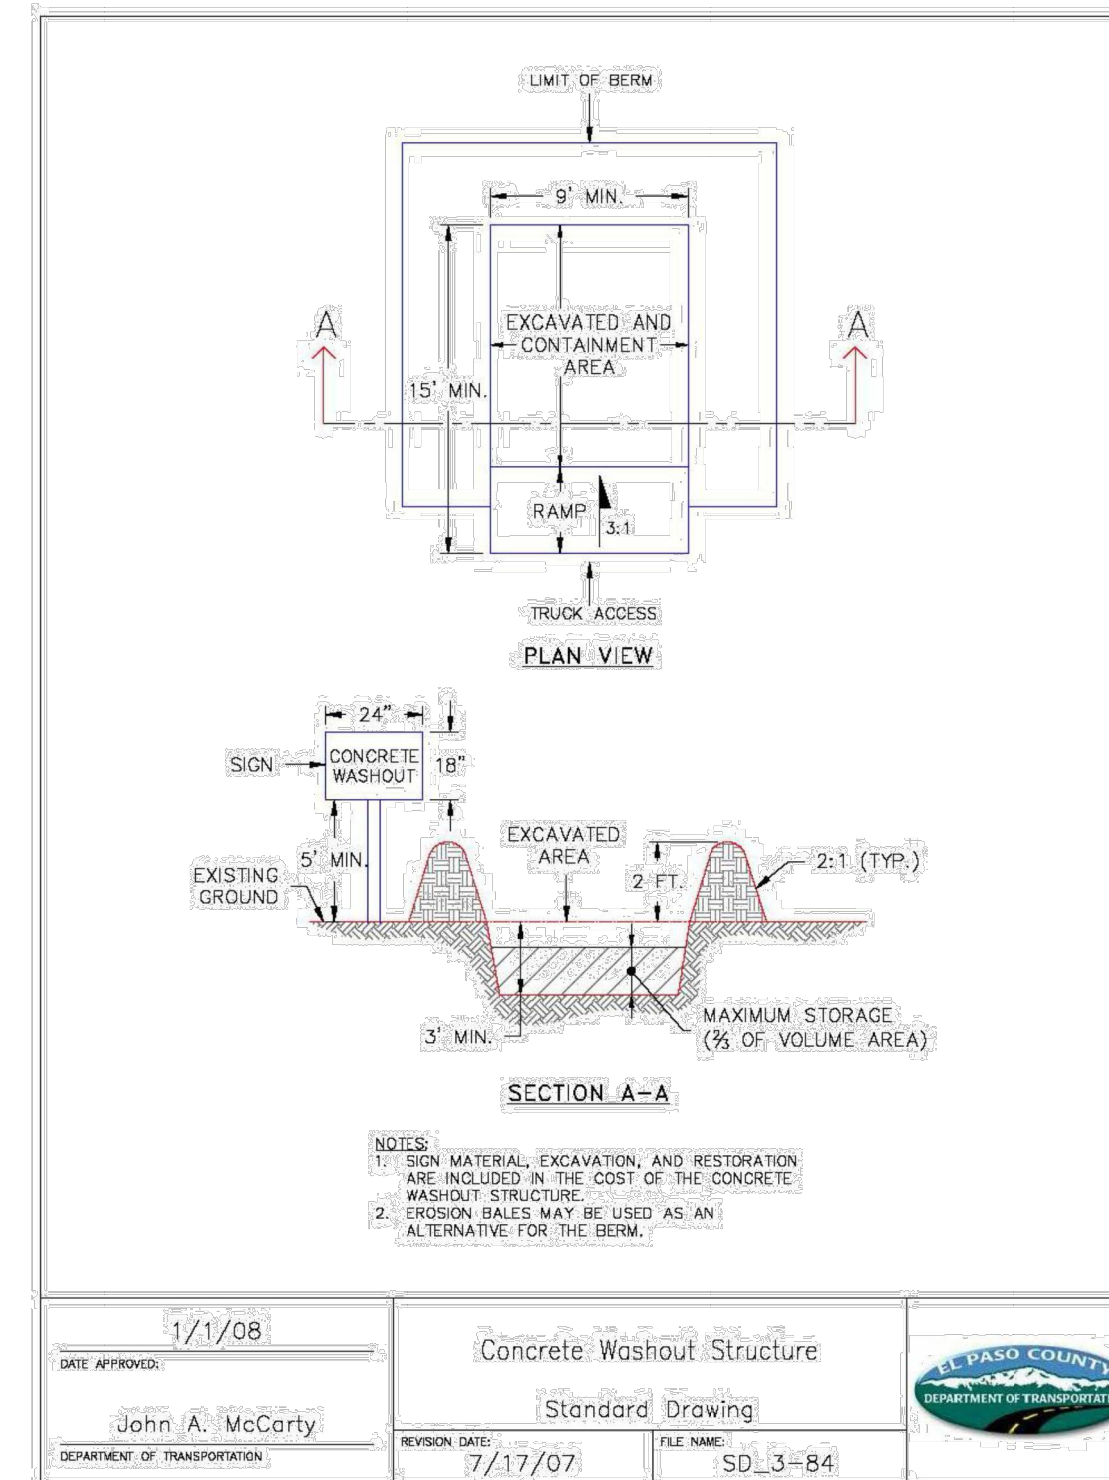 LIMIT OF BERM
9' MIN.
A
A
EXCAVATED AND
CONTAINMENT
AREA
15' MIN.
RAMP
3:1
TRUCK ACCESS
PLAN VIEW
24"
SIGN
CONCRETE
WASHOUT
18"
5' MIN.
EXCAVATED
AREA
2 FT.
2:1 (TYP.)
EXISTING
GROUND
3' MIN.
MAXIMUM STORAGE
(⅔ OF VOLUME AREA)
SECTION A-A
NOTES:
1. SIGN MATERIAL, EXCAVATION, AND RESTORATION
ARE INCLUDED IN THE COST OF THE CONCRETE
WASHOUT STRUCTURE.
2. EROSION BALES MAY BE USED AS AN
ALTERNATIVE FOR THE BERM.
1/1/08
DATE APPROVED:
John A. McCarty
DEPARTMENT OF TRANSPORTATION
Concrete Washout Structure
Standard Drawing
REVISION DATE:
7/17/07
FILE NAME:
SD_3-84
EL PASO COUNTY
DEPARTMENT OF